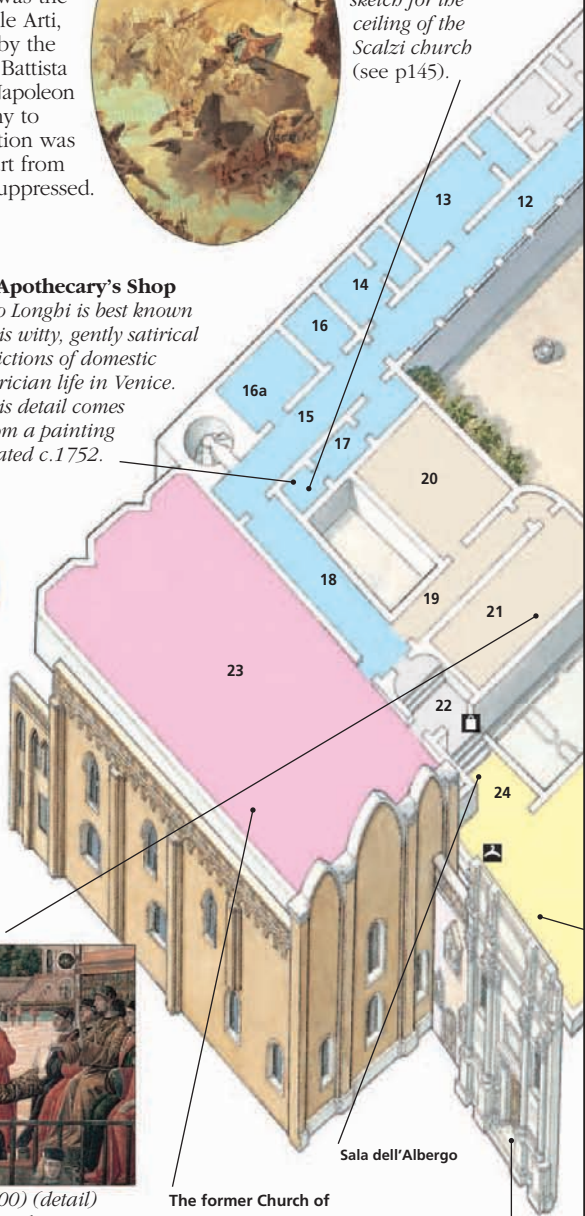 was the
le Arti,
by the
Battista
Napoleon
ny to
tion was
rt from
suppressed.
sketch for the
ceiling of the
Scalzi church
(see p145).
Apothecary's Shop
o Longhi is best known
is witty, gently satirical
ictions of domestic
rician life in Venice.
is detail comes
om a painting
ated c.1752.
13
12
14
16
16a
15
17
20
18
19
21
23
22
24
Sala dell'Albergo
00) (detail)
The former Church of